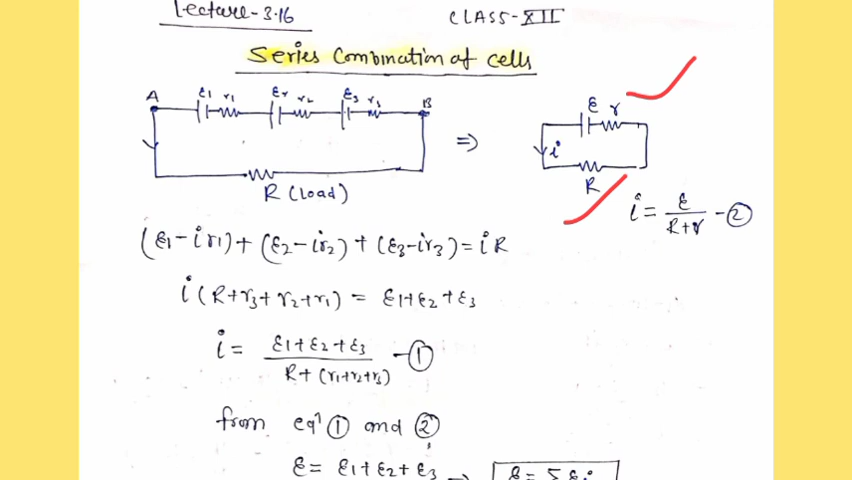 Lecture-3.16
CLASS-XII
Series Combination of cells
A ε1 r1 ε2 r2 ε3 r3 B
R (Load)
⇒
ε r
i
R
i = ε/(R+r) - ②
(ε1-ir1)+(ε2-ir2)+(ε3-ir3)=iR
i(R+r3+r2+r1) = ε1+ε2+ε3
i = (ε1+ε2+ε3)/(R+(r1+r2+r3)) - ①
from eqn ① and ②
ε = ε1+ε2+ε3 → ε = Σεi